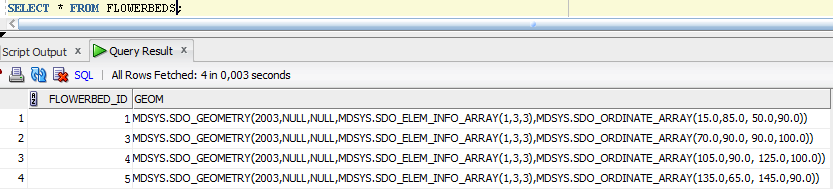 SELECT * FROM FLOWERBEDS;
Script Output x Query Result x
SQL All Rows Fetched: 4 in 0,003 seconds
FLOWERBED_ID GEOM
1 1 MDSYS.SDO_GEOMETRY(2003,NULL,NULL,MDSYS.SDO_ELEM_INFO_ARRAY(1,3,3),MDSYS.SDO_ORDINATE_ARRAY(15.0,85.0, 50.0,90.0))
2 3 MDSYS.SDO_GEOMETRY(2003,NULL,NULL,MDSYS.SDO_ELEM_INFO_ARRAY(1,3,3),MDSYS.SDO_ORDINATE_ARRAY(70.0,90.0, 90.0,100.0))
3 4 MDSYS.SDO_GEOMETRY(2003,NULL,NULL,MDSYS.SDO_ELEM_INFO_ARRAY(1,3,3),MDSYS.SDO_ORDINATE_ARRAY(105.0,90.0, 125.0,100.0))
4 5 MDSYS.SDO_GEOMETRY(2003,NULL,NULL,MDSYS.SDO_ELEM_INFO_ARRAY(1,3,3),MDSYS.SDO_ORDINATE_ARRAY(135.0,65.0, 145.0,90.0))